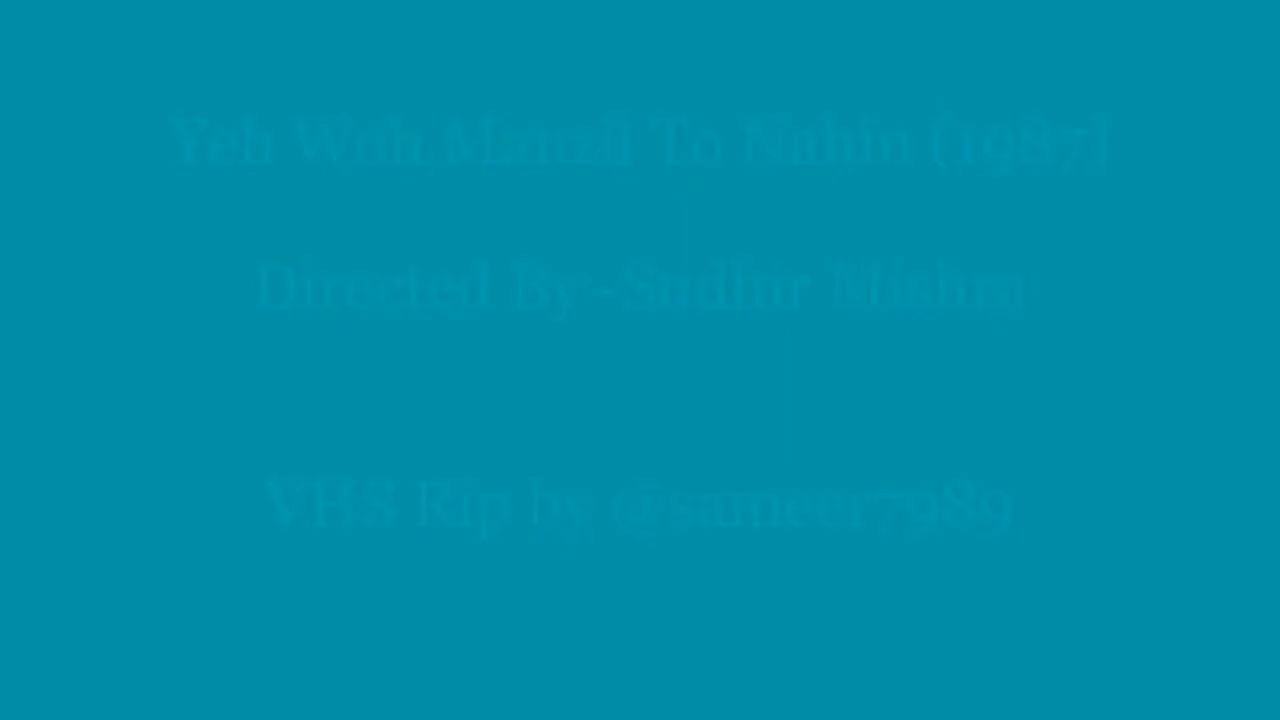 Yeh Woh Manzil To Nahin (1987)
Directed By -Sudhir Mishra
VHS Rip by @sameer7989